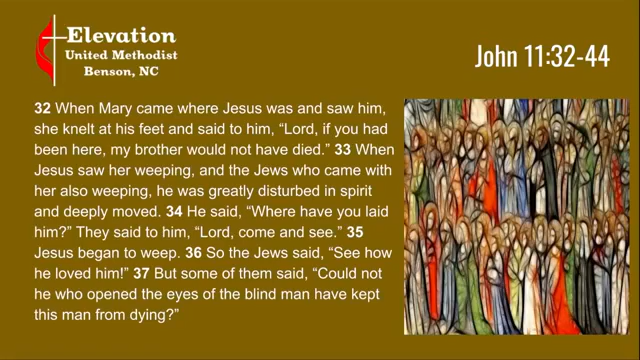 Elevation
United Methodist
Benson, NC
John 11:32-44
32 When Mary came where Jesus was and saw him,
she knelt at his feet and said to him, “Lord, if you had
been here, my brother would not have died.” 33 When
Jesus saw her weeping, and the Jews who came with
her also weeping, he was greatly disturbed in spirit
and deeply moved. 34 He said, “Where have you laid
him?” They said to him, “Lord, come and see.” 35
Jesus began to weep. 36 So the Jews said, “See how
he loved him!” 37 But some of them said, “Could not
he who opened the eyes of the blind man have kept
this man from dying?”